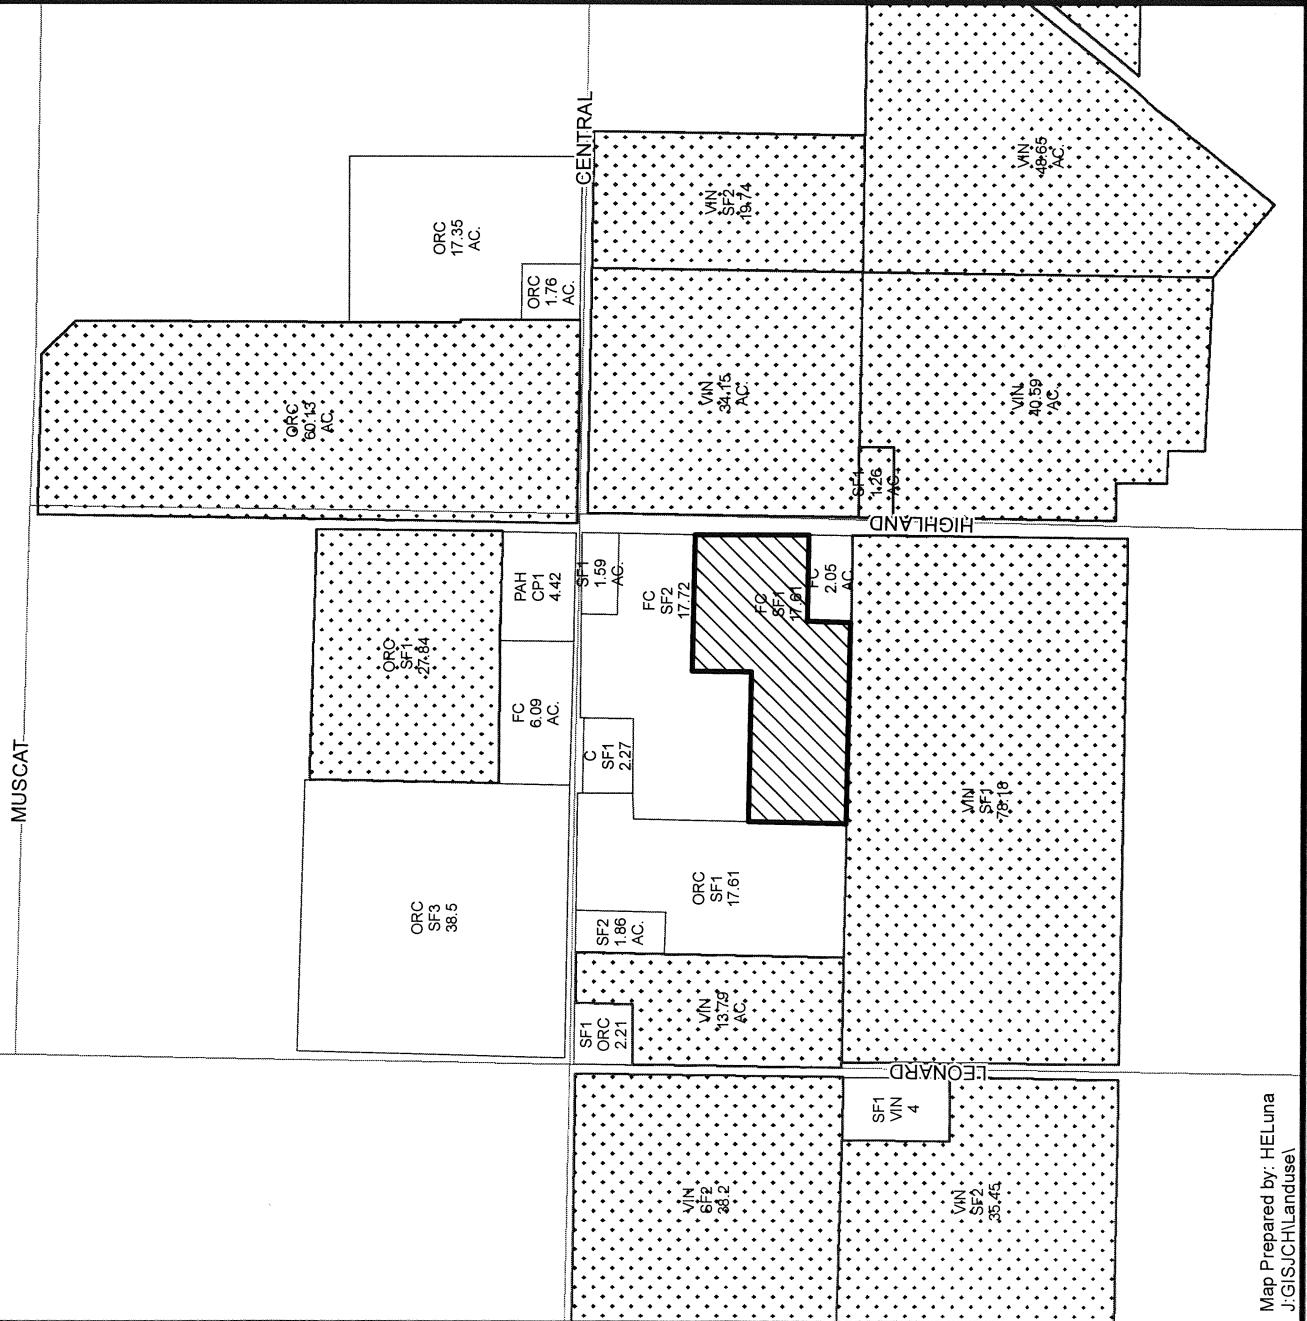 MUSCAT
CENTRAL
HIGHLAND
LEONARD
ORC
17.35
AC.
ORC
1.76
AC.
ORC
60.13
AC.
VIN
SF2
19.74
VIN
48.65
AC.
VIN
34.15
AC.
VIN
40.59
AC.
SF1
1.26
AC.
ORC
SF1
27.84
PAH
CP1
4.42
FC
6.09
AC.
SF1
1.59
AC.
FC
SF2
17.72
FC
SF1
17.61
FC
2.05
AC.
C
SF1
2.27
ORC
SF3
38.5
ORC
SF1
17.61
SF2
1.86
AC.
VIN
SF1
78.18
SF1
ORC
2.21
VIN
13.79
AC.
SF1
VIN
4
VIN
SF2
38.2
VIN
SF2
35.45
Map Prepared by: HELuna
J:GISJCH\Landuse\